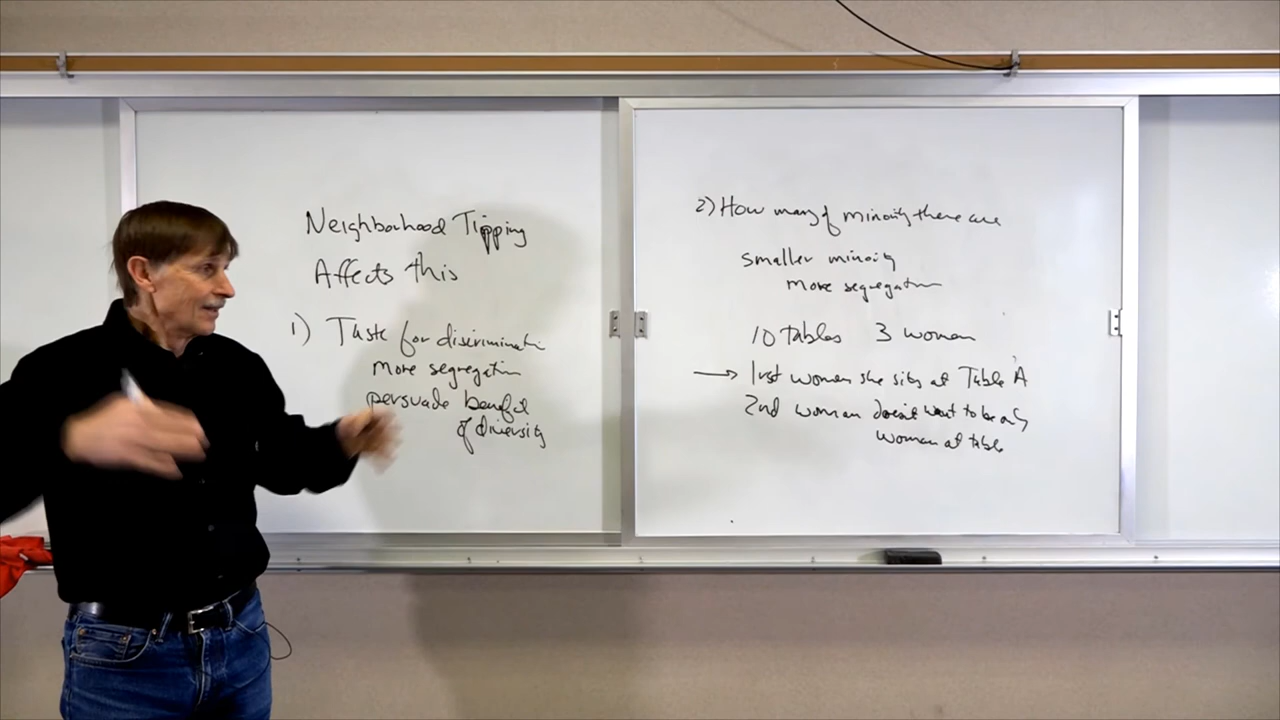 Neighborhood Tipping
Affects this
1) Taste for discrimination
more segregation
persuade benefit
of diversity
2) How many of minority there are
smaller minority
more segregation
10 tables 3 woman
→ 1rst women she sits at Table A
2nd woman doesn't want to be only
woman at table